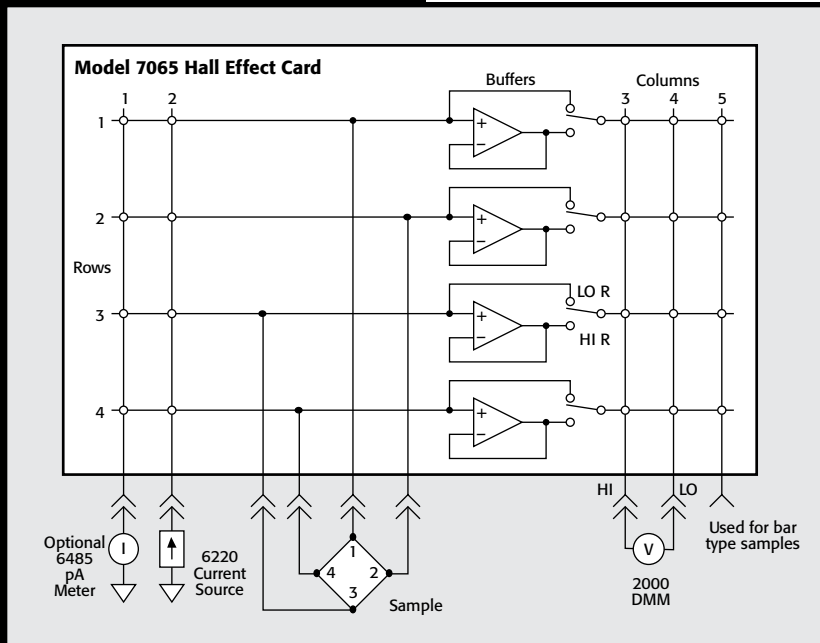 Model 7065 Hall Effect Card
Buffers
Columns
1 2 3 4 5
1
+
−
2
+
−
Rows
3
+
−
LO R
HI R
4
+
−
HI
LO
Optional
6485
pA
Meter
I
6220
Current
Source
1
4
2
3
Sample
V
2000
DMM
Used for bar
type samples